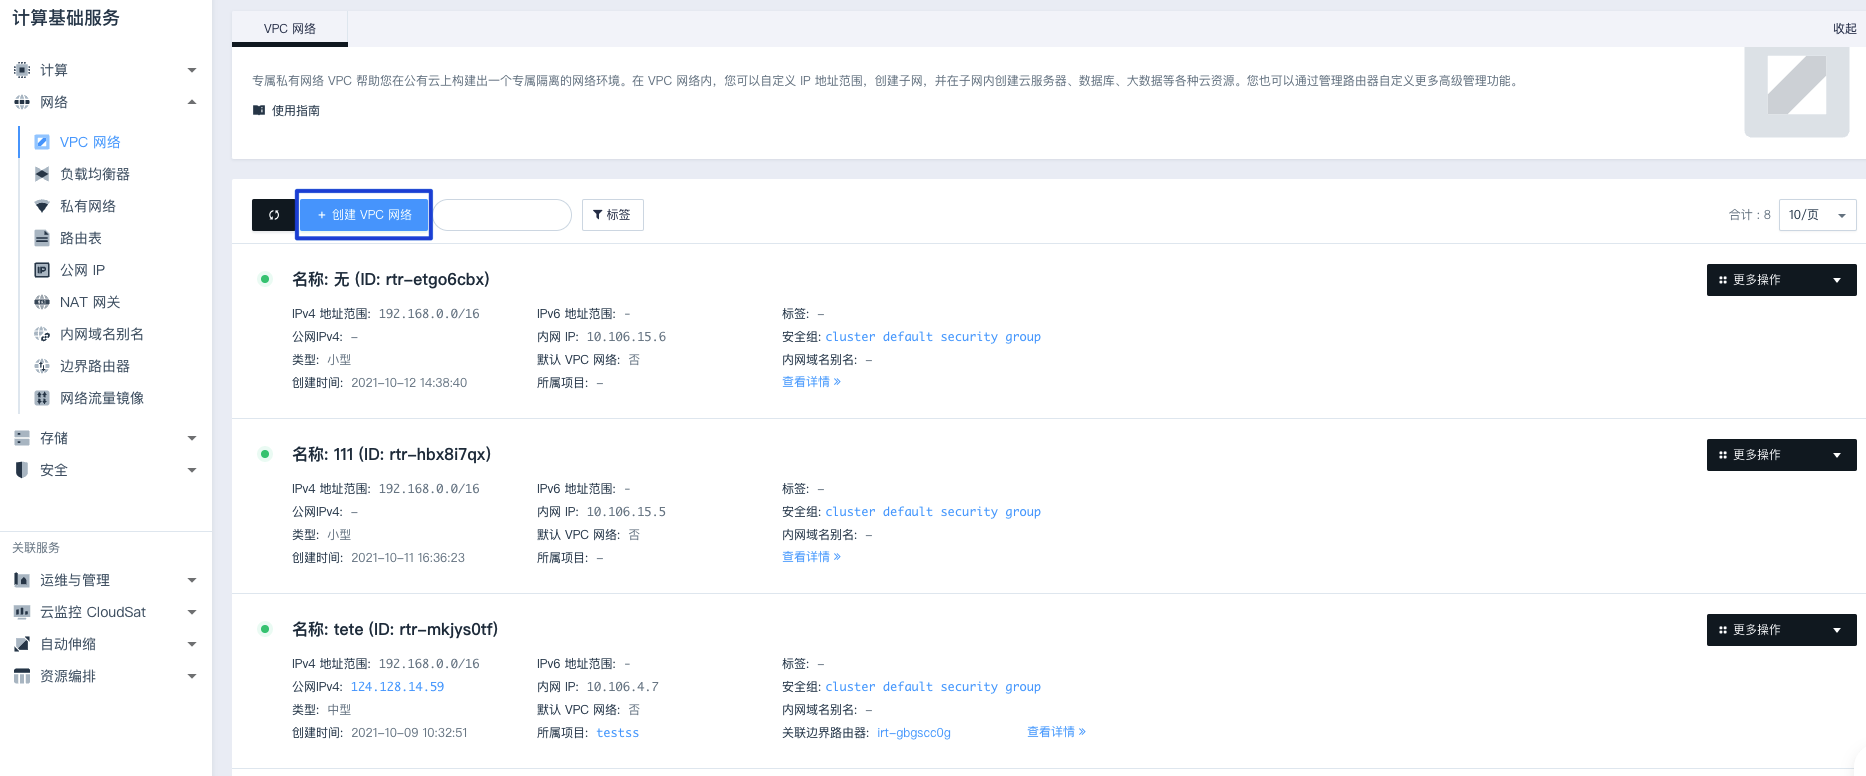 计算基础服务
计算
网络
VPC 网络
负载均衡器
私有网络
路由表
公网 IP
NAT 网关
内网域名别名
边界路由器
网络流量镜像
存储
安全
关联服务
运维与管理
云监控 CloudSat
自动伸缩
资源编排
VPC 网络
收起
专属私有网络 VPC 帮助您在公有云上构建出一个专属隔离的网络环境。在 VPC 网络内，您可以自定义 IP 地址范围，创建子网，并在子网内创建云服务器、数据库、大数据等各种云资源。您也可以通过管理路由器自定义更多高级管理功能。
使用指南
+ 创建 VPC 网络
标签
合计 : 8
10/页
名称: 无 (ID: rtr-etgo6cbx)
更多操作
IPv4 地址范围: 192.168.0.0/16 IPv6 地址范围: - 标签: -
公网IPv4: - 内网 IP: 10.106.15.6 安全组: cluster default security group
类型: 小型 默认 VPC 网络: 否 内网域名别名: -
创建时间: 2021-10-12 14:38:40 所属项目: - 查看详情 »
名称: 111 (ID: rtr-hbx8i7qx)
更多操作
IPv4 地址范围: 192.168.0.0/16 IPv6 地址范围: - 标签: -
公网IPv4: - 内网 IP: 10.106.15.5 安全组: cluster default security group
类型: 小型 默认 VPC 网络: 否 内网域名别名: -
创建时间: 2021-10-11 16:36:23 所属项目: - 查看详情 »
名称: tete (ID: rtr-mkjys0tf)
更多操作
IPv4 地址范围: 192.168.0.0/16 IPv6 地址范围: - 标签: -
公网IPv4: 124.128.14.59 内网 IP: 10.106.4.7 安全组: cluster default security group
类型: 中型 默认 VPC 网络: 否 内网域名别名: -
创建时间: 2021-10-09 10:32:51 所属项目: testss 关联边界路由器: irt-gbgscc0g 查看详情 »